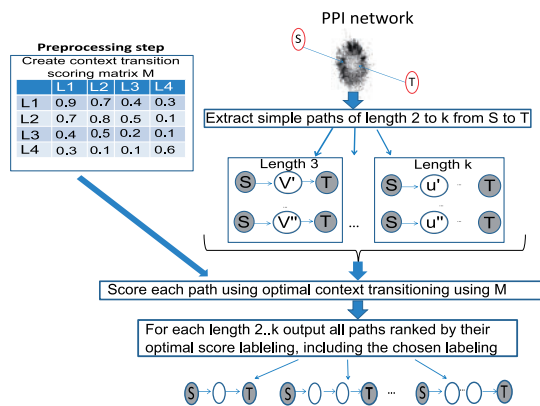 PPI network
S
T
Preprocessing step
Create context transition
scoring matrix M
L1 L2 L3 L4
L1 0.9 0.7 0.4 0.3
L2 0.7 0.8 0.5 0.1
L3 0.4 0.5 0.2 0.1
L4 0.3 0.1 0.1 0.6
Extract simple paths of length 2 to k from S to T
Length 3
S V' T
...
S V'' T
...
Length k
S u' ... T
...
S u'' ... T
Score each path using optimal context transitioning using M
For each length 2..k output all paths ranked by their
optimal score lableling, including the chosen labeling
S T S T ... S ... T